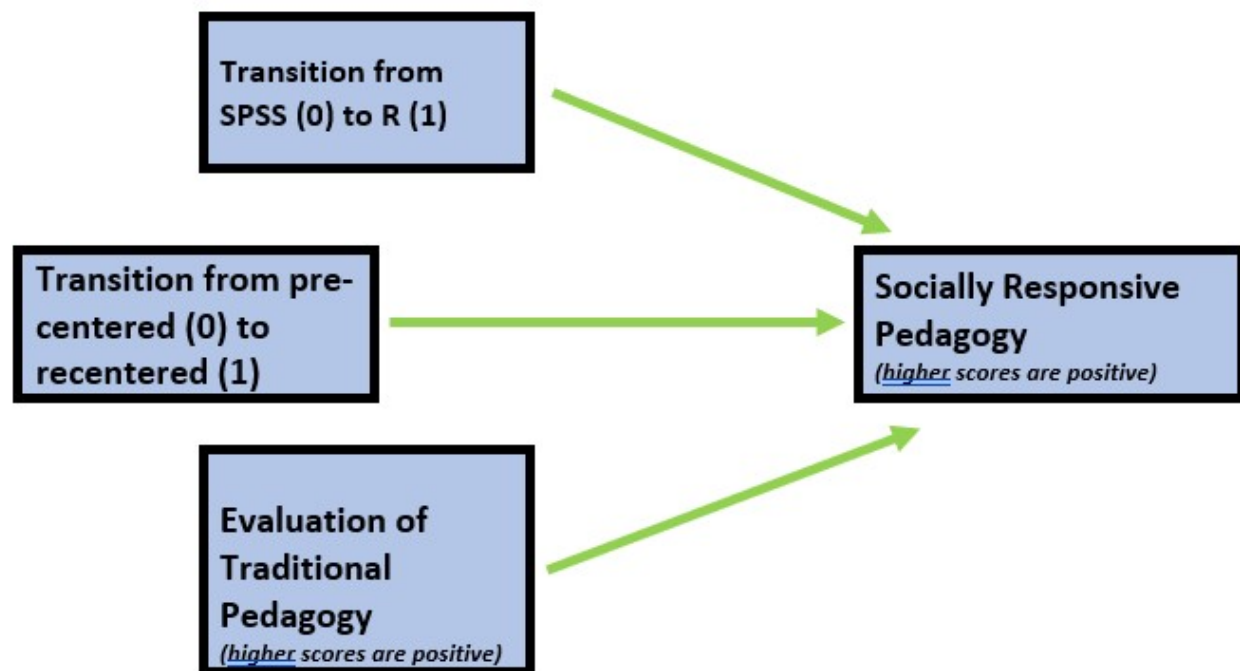 Transition from
SPSS (0) to R (1)
Transition from pre-
centered (0) to
recentered (1)
Socially Responsive
Pedagogy
(higher scores are positive)
Evaluation of
Traditional
Pedagogy
(higher scores are positive)